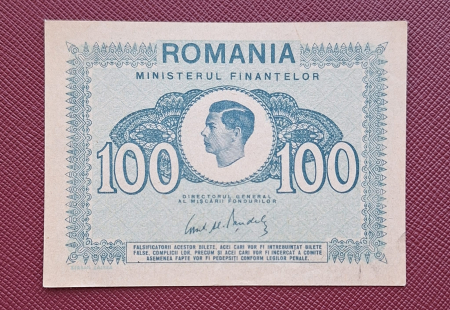 ROMANIA
MINISTERUL FINANTELOR
100 100
DIRECTORUL GENERAL
AL MIȘCĂRII FONDURILOR
FALSIFICATORII ACESTOR BILETE, ACEI CARI VOR FI INTREBUINTAT BILETE
FALSE, COMPLICII LOR, PRECUM SI ACEI CARI VOR FI INCERCAT A COMITE
ASEMENEA FAPTE VOR FI PEDEPSITI CONFORM LEGILOR PENALE.